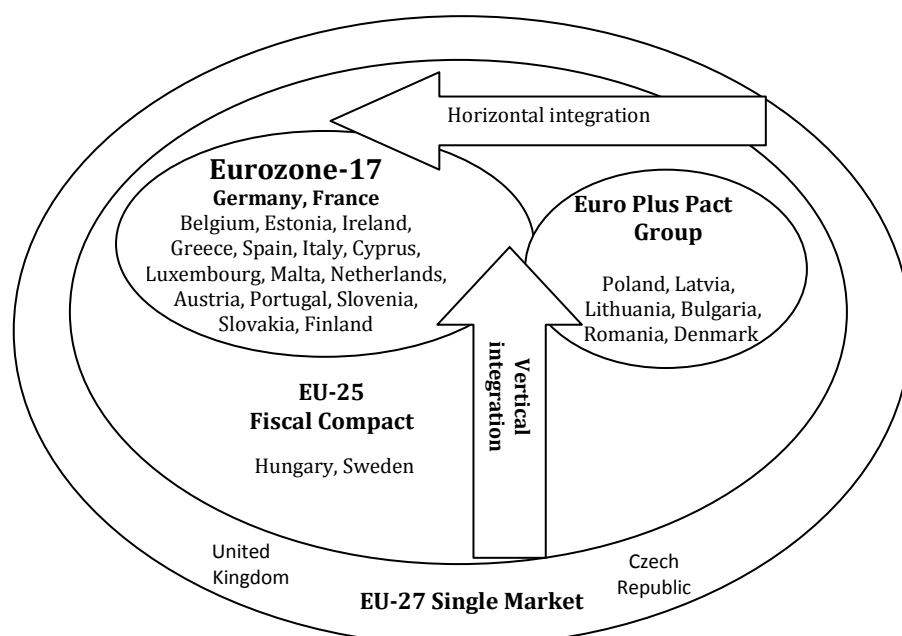 Horizontal integration
Eurozone-17
Germany, France
Belgium, Estonia, Ireland,
Greece, Spain, Italy, Cyprus,
Luxembourg, Malta, Netherlands,
Austria, Portugal, Slovenia,
Slovakia, Finland
Euro Plus Pact
Group
Poland, Latvia,
Lithuania, Bulgaria,
Romania, Denmark
Vertical
integration
EU-25
Fiscal Compact
Hungary, Sweden
United
Kingdom
Czech
Republic
EU-27 Single Market